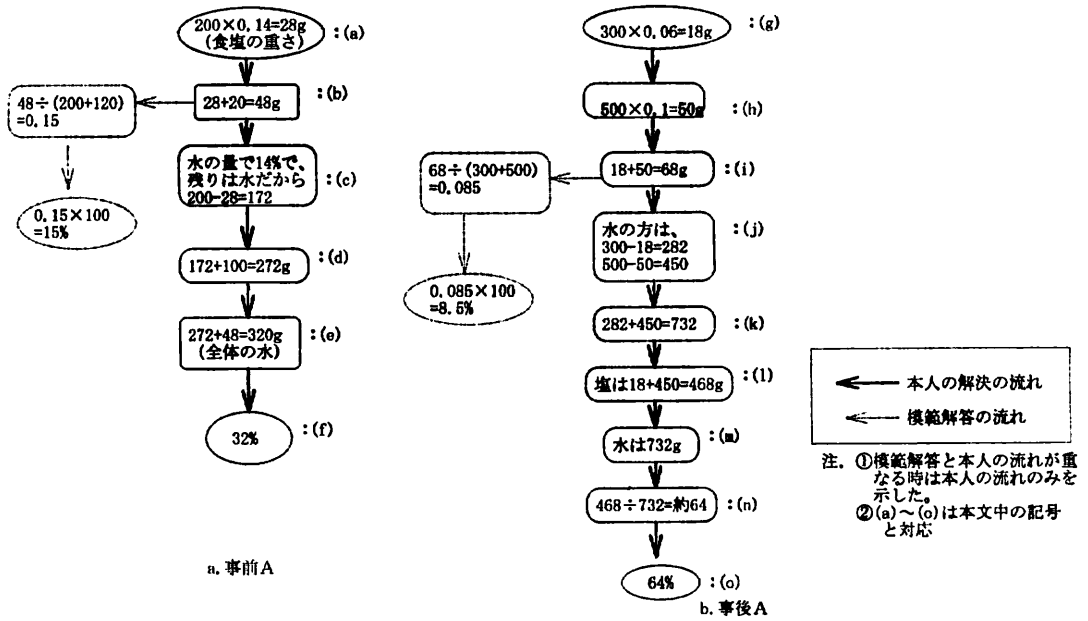 200×0.14=28g
(食塩の重さ)
:(a)
28+20=48g
:(b)
48÷(200+120)
=0.15
0.15×100
=15%
水の量で14%で、
残りは水だから
200-28=172
:(c)
172+100=272g
:(d)
272+48=320g
(全体の水)
:(e)
32%
:(f)
a.事前A
300×0.06=18g
:(g)
500×0.1=50g
:(h)
18+50=68g
:(i)
68÷(300+500)
=0.085
0.085×100
=8.5%
水の方は、
300-18=282
500-50=450
:(j)
282+450=732
:(k)
塩は18+450=468g
:(l)
水は732g
:(m)
468÷732=約64
:(n)
64%
:(o)
b.事後A
本人の解決の流れ
模範解答の流れ
注.①模範解答と本人の流れが重
なる時は本人の流れのみを
示した。
②(a)~(o)は本文中の記号
と対応